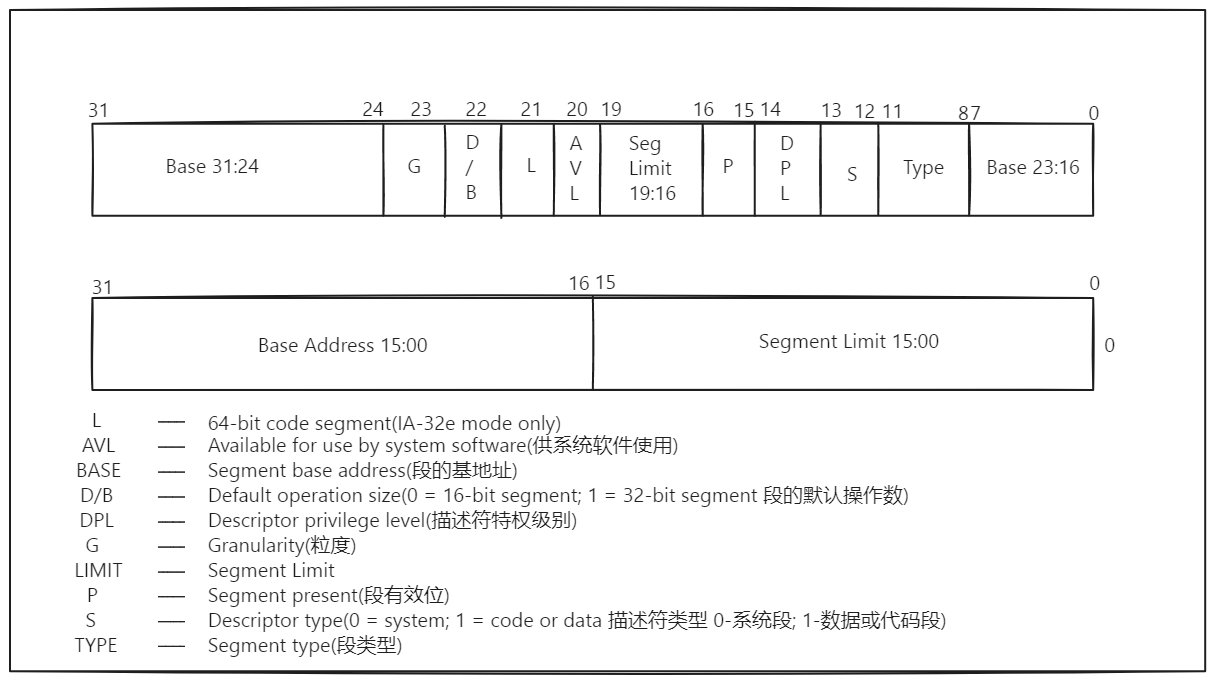 31 24 23 22 21 20 19 16 15 14 13 12 11 8 7 0
Base 31:24 G D/B L AVL Seg Limit 19:16 P DPL S Type Base 23:16
31 16 15 0
Base Address 15:00 Segment Limit 15:00 0
L — 64-bit code segment(IA-32e mode only)
AVL — Available for use by system software(供系统软件使用)
BASE — Segment base address(段的基地址)
D/B — Default operation size(0 = 16-bit segment; 1 = 32-bit segment 段的默认操作数)
DPL — Descriptor privilege level(描述符特权级别)
G — Granularity(粒度)
LIMIT — Segment Limit
P — Segment present(段有效位)
S — Descriptor type(0 = system; 1 = code or data 描述符类型 0-系统段; 1-数据或代码段)
TYPE — Segment type(段类型)